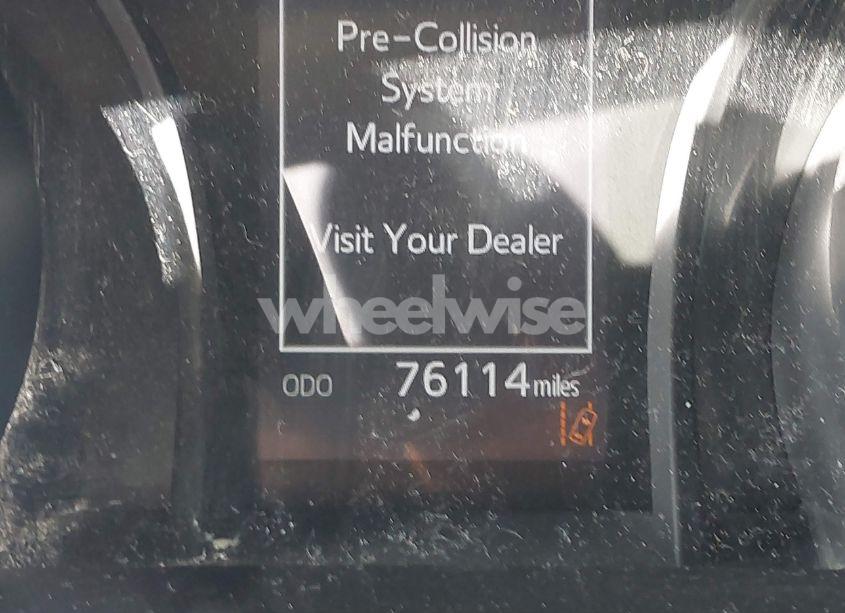 Pre-Collision
System
Malfunction
Visit Your Dealer
wheelwise
ODO 76114 miles